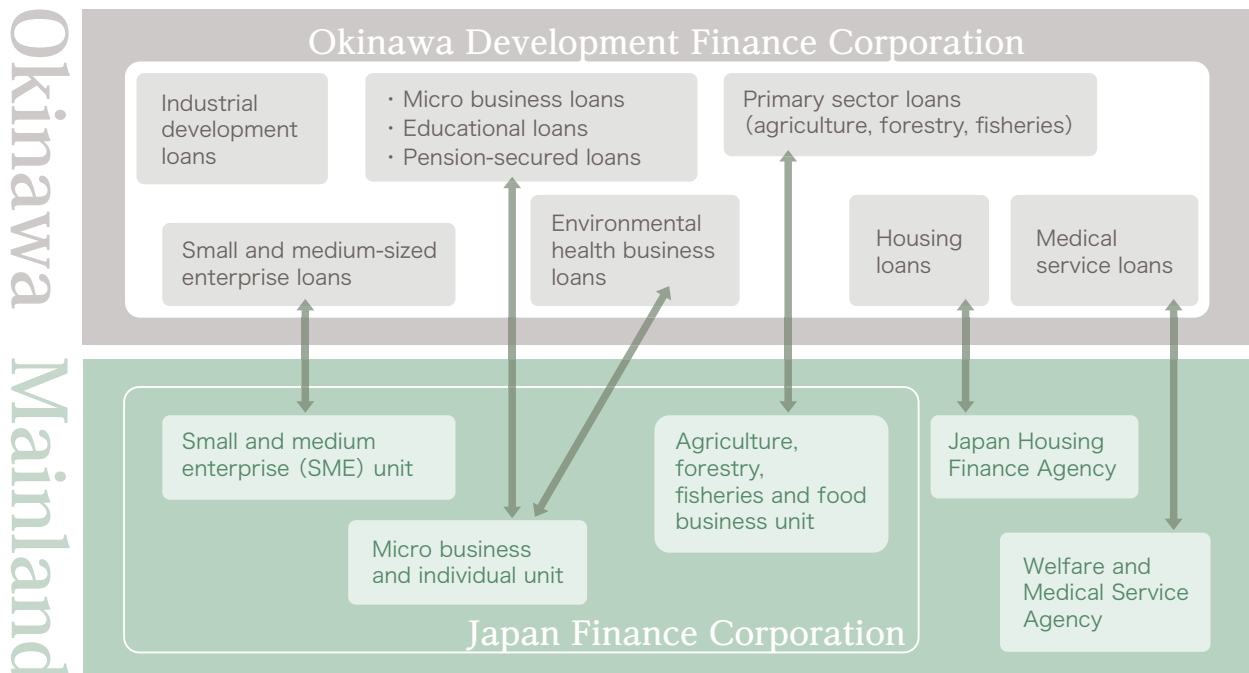 Okinawa
Okinawa Development Finance Corporation
Industrial
development
loans
・Micro business loans
・Educational loans
・Pension-secured loans
Primary sector loans
(agriculture, forestry, fisheries)
Small and medium-sized
enterprise loans
Environmental
health business
loans
Housing
loans
Medical
service loans
Mainland
Small and medium
enterprise (SME) unit
Micro business
and individual unit
Agriculture,
forestry,
fisheries and food
business unit
Japan Housing
Finance Agency
Welfare and
Medical Service
Agency
Japan Finance Corporation